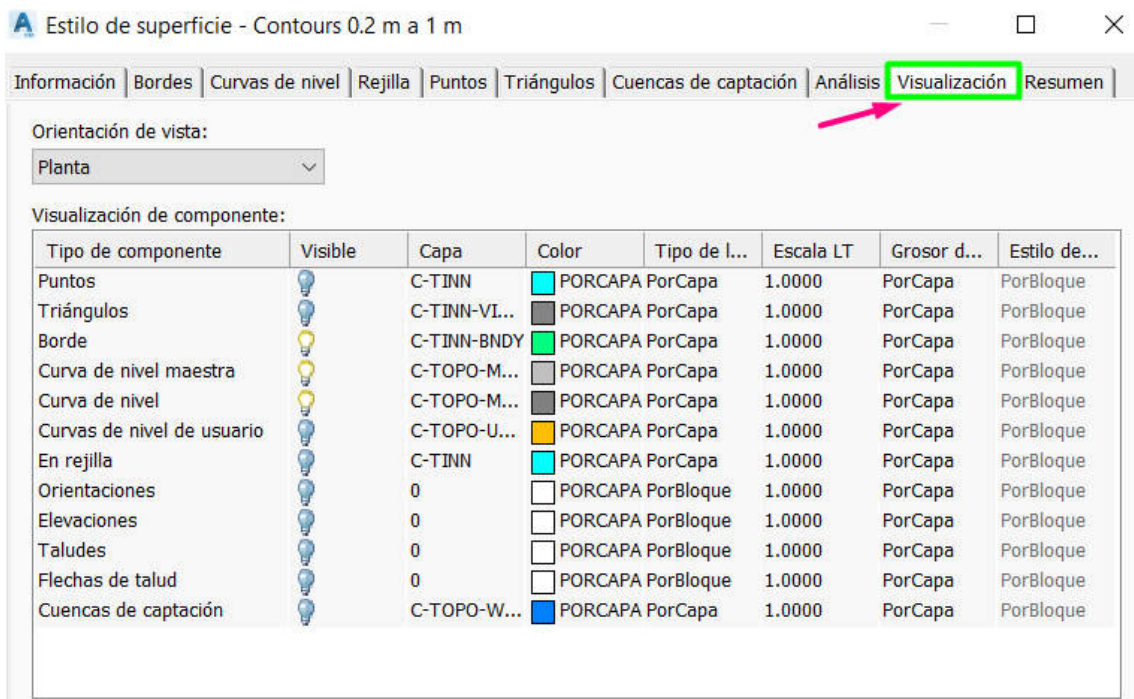 Estilo de superficie - Contours 0.2 m a 1 m
Información Bordes Curvas de nivel Rejilla Puntos Triángulos Cuencas de captación Análisis Visualización Resumen
Orientación de vista:
Planta
Visualización de componente:
Tipo de componente Visible Capa Color Tipo de l... Escala LT Grosor d... Estilo de...
Puntos C-TINN PORCAPA PorCapa 1.0000 PorCapa PorBloque
Triángulos C-TINN-VI... PORCAPA PorCapa 1.0000 PorCapa PorBloque
Borde C-TINN-BNDY PORCAPA PorCapa 1.0000 PorCapa PorBloque
Curva de nivel maestra C-TOPO-M... PORCAPA PorCapa 1.0000 PorCapa PorBloque
Curva de nivel C-TOPO-M... PORCAPA PorCapa 1.0000 PorCapa PorBloque
Curvas de nivel de usuario C-TOPO-U... PORCAPA PorCapa 1.0000 PorCapa PorBloque
En rejilla C-TINN PORCAPA PorCapa 1.0000 PorCapa PorBloque
Orientaciones 0 PORCAPA PorBloque 1.0000 PorCapa PorBloque
Elevaciones 0 PORCAPA PorBloque 1.0000 PorCapa PorBloque
Taludes 0 PORCAPA PorBloque 1.0000 PorCapa PorBloque
Flechas de talud 0 PORCAPA PorBloque 1.0000 PorCapa PorBloque
Cuencas de captación C-TOPO-W... PORCAPA PorCapa 1.0000 PorCapa PorBloque